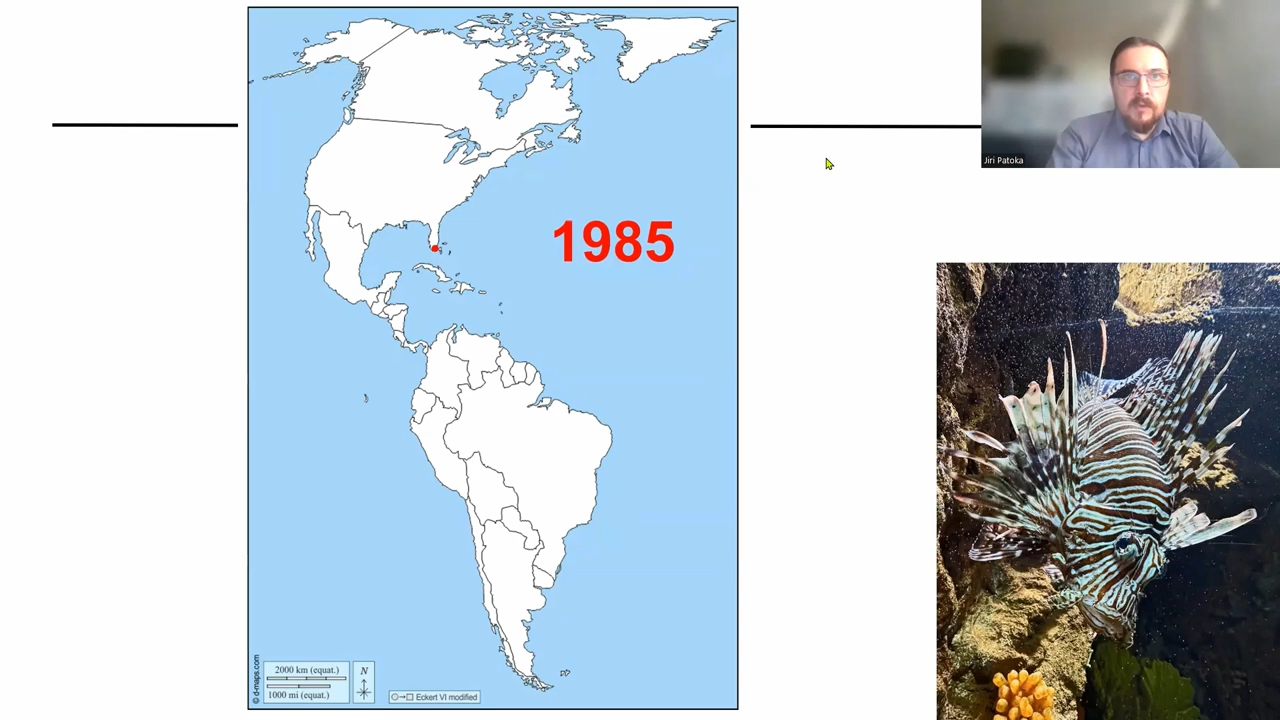 Jiri Patoka
1985
© d-maps.com
2000 km (equat.)
1000 mi (equat.)
N
Eckert VI modified